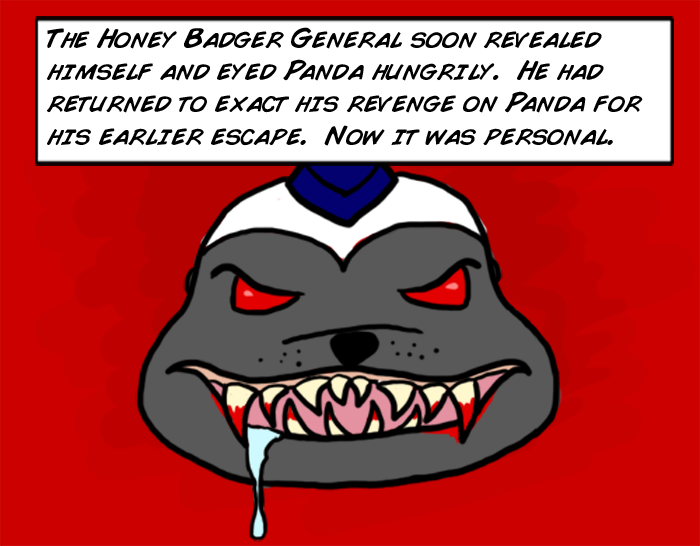 The Honey Badger General soon revealed
himself and eyed Panda hungrily. He had
returned to exact his revenge on Panda for
his earlier escape. Now it was personal.